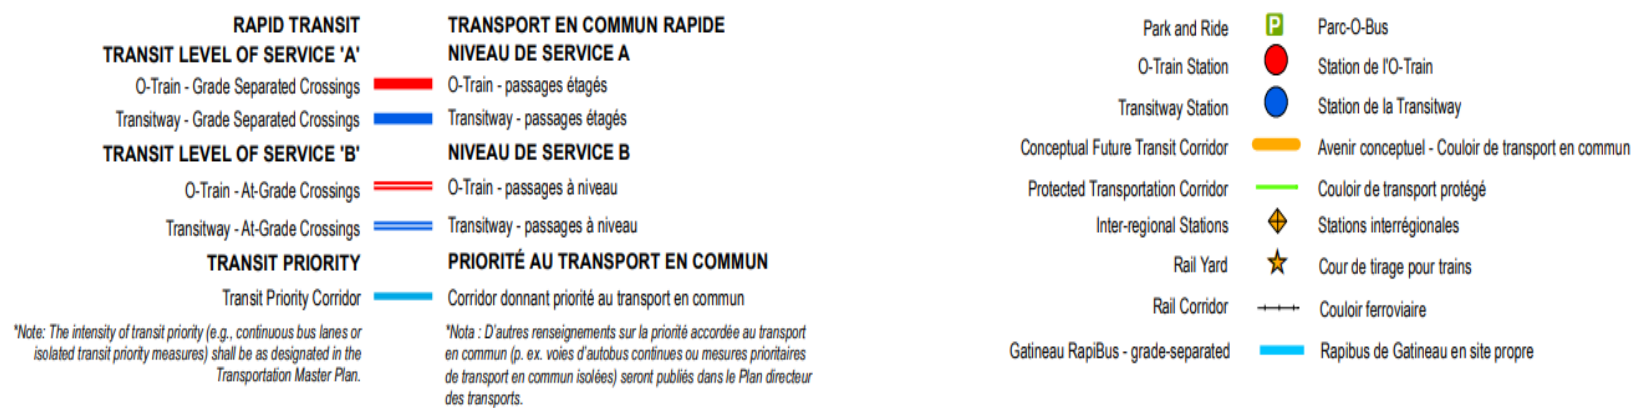 RAPID TRANSIT
TRANSPORT EN COMMUN RAPIDE
TRANSIT LEVEL OF SERVICE 'A'
NIVEAU DE SERVICE A
O-Train - Grade Separated Crossings
O-Train - passages étagés
Transitway - Grade Separated Crossings
Transitway - passages étagés
TRANSIT LEVEL OF SERVICE 'B'
NIVEAU DE SERVICE B
O-Train - At-Grade Crossings
O-Train - passages à niveau
Transitway - At-Grade Crossings
Transitway - passages à niveau
TRANSIT PRIORITY
PRIORITÉ AU TRANSPORT EN COMMUN
Transit Priority Corridor
Corridor donnant priorité au transport en commun
*Note: The intensity of transit priority (e.g., continuous bus lanes or
isolated transit priority measures) shall be as designated in the
Transportation Master Plan.
*Nota : D'autres renseignements sur la priorité accordée au transport
en commun (p. ex. voies d'autobus continues ou mesures prioritaires
de transport en commun isolées) seront publiés dans le Plan directeur
des transports.
Park and Ride
P
Parc-O-Bus
O-Train Station
Station de l'O-Train
Transitway Station
Station de la Transitway
Conceptual Future Transit Corridor
Avenir conceptuel - Couloir de transport en commun
Protected Transportation Corridor
Couloir de transport protégé
Inter-regional Stations
Stations interrégionales
Rail Yard
Cour de tirage pour trains
Rail Corridor
Couloir ferroviaire
Gatineau RapiBus - grade-separated
Rapibus de Gatineau en site propre